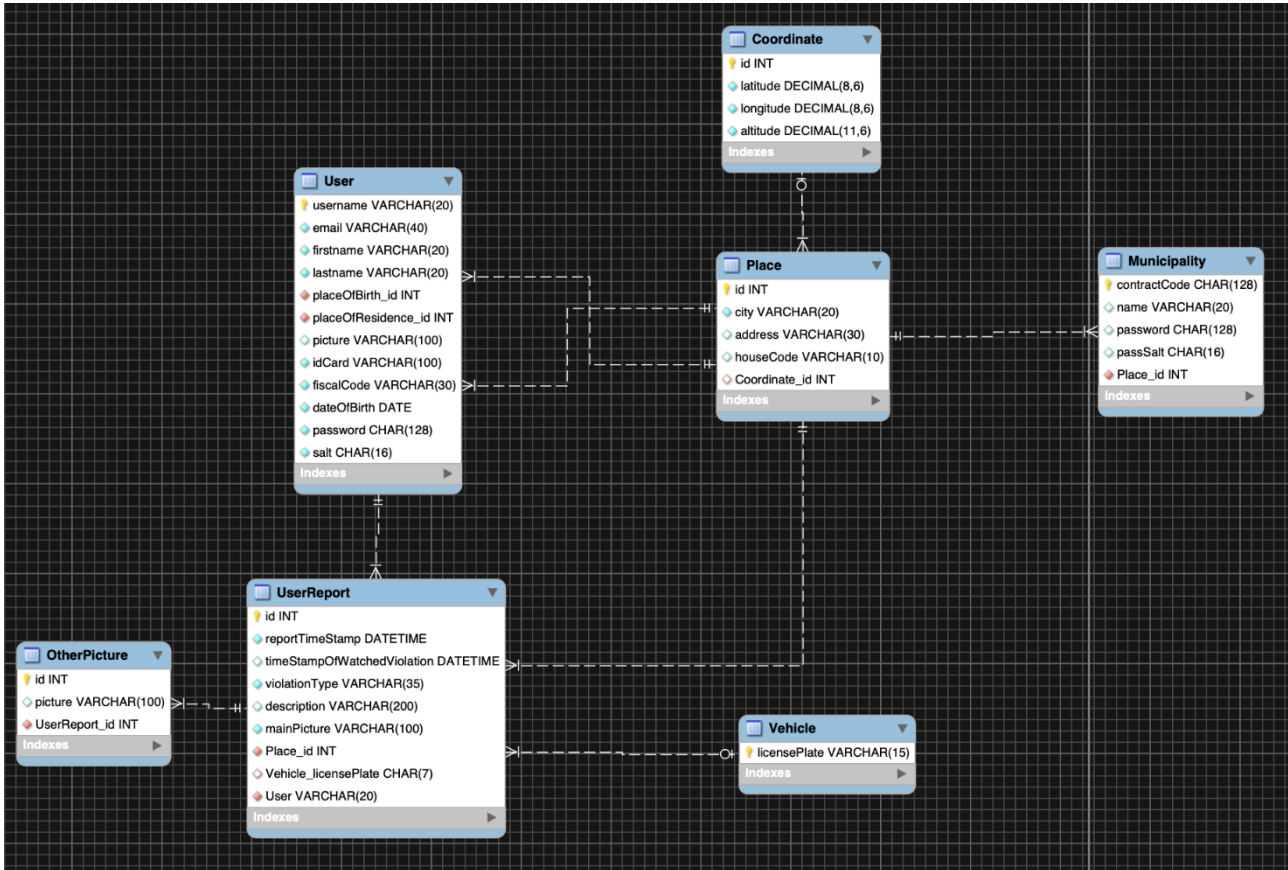 Coordinate
id INT
latitude DECIMAL(8,6)
longitude DECIMAL(8,6)
altitude DECIMAL(11,6)
Indexes
User
username VARCHAR(20)
email VARCHAR(40)
firstname VARCHAR(20)
lastname VARCHAR(20)
placeOfBirth_id INT
placeOfResidence_id INT
picture VARCHAR(100)
idCard VARCHAR(100)
fiscalCode VARCHAR(30)
dateOfBirth DATE
password CHAR(128)
salt CHAR(16)
Indexes
Place
id INT
city VARCHAR(20)
address VARCHAR(30)
houseCode VARCHAR(10)
Coordinate_id INT
Indexes
Municipality
contractCode CHAR(128)
name VARCHAR(20)
password CHAR(128)
passSalt CHAR(16)
Place_id INT
Indexes
UserReport
id INT
reportTimeStamp DATETIME
timeStampOfWatchedViolation DATETIME
violationType VARCHAR(35)
description VARCHAR(200)
mainPicture VARCHAR(100)
Place_id INT
Vehicle_licensePlate CHAR(7)
User VARCHAR(20)
Indexes
OtherPicture
id INT
picture VARCHAR(100)
UserReport_id INT
Indexes
Vehicle
licensePlate VARCHAR(15)
Indexes